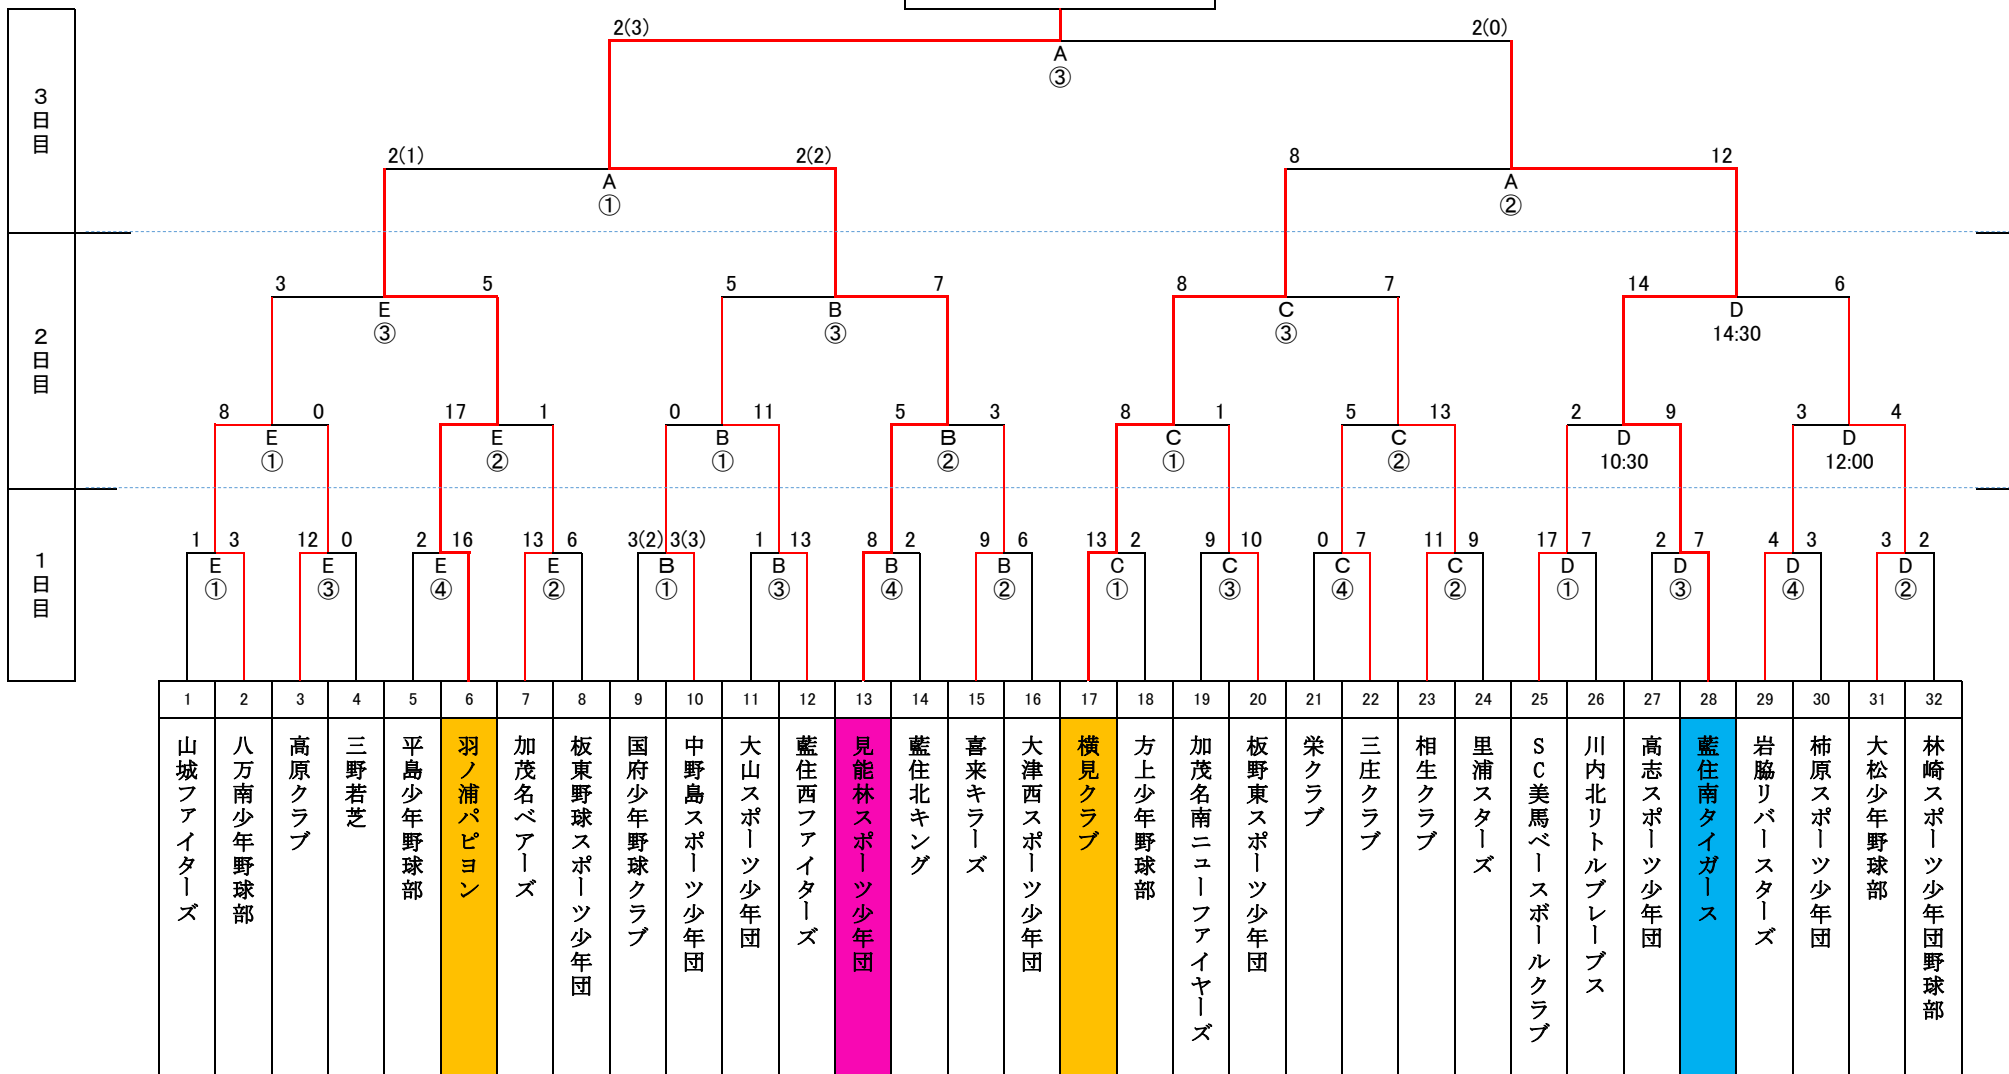 2(3) 2(0)
A
③
3日目
2(1) 2(2) 8 12
A A
① ②
3 5 5 7 8 7 14 6
E B C D
③ ③ ③ 14:30
2日目
8 0 17 1 0 11 5 3 8 1 5 13 2 9 3 4
E E B B C C D D
① ② ① ② ① ② 10:30 12:00
1日目
1 3 12 0 2 16 13 6 3(2) 3(3) 1 13 8 2 9 6 13 2 9 10 0 7 11 9 17 7 2 7 4 3 3 2
E E E E B B B B C C C C D D D D
① ③ ④ ② ① ③ ④ ② ① ③ ④ ② ① ③ ④ ②
1 2 3 4 5 6 7 8 9 10 11 12 13 14 15 16 17 18 19 20 21 22 23 24 25 26 27 28 29 30 31 32
山城ファイターズ
八万南少年野球部
高原クラブ
三野若芝
平島少年野球部
羽ノ浦パピヨン
加茂名ベアーズ
板東野球スポーツ少年団
国府少年野球クラブ
中野島スポーツ少年団
大山スポーツ少年団
藍住西ファイターズ
見能林スポーツ少年団
藍住北キング
喜来キラーズ
大津西スポーツ少年団
横見クラブ
方上少年野球部
加茂名南ニューファイヤーズ
板野東スポーツ少年団
栄クラブ
三庄クラブ
相生クラブ
里浦スターズ
SC美馬ベースボールクラブ
川内北リトルブレーブス
高志スポーツ少年団
藍住南タイガース
岩脇リバースターズ
柿原スポーツ少年団
大松少年野球部
林崎スポーツ少年団野球部